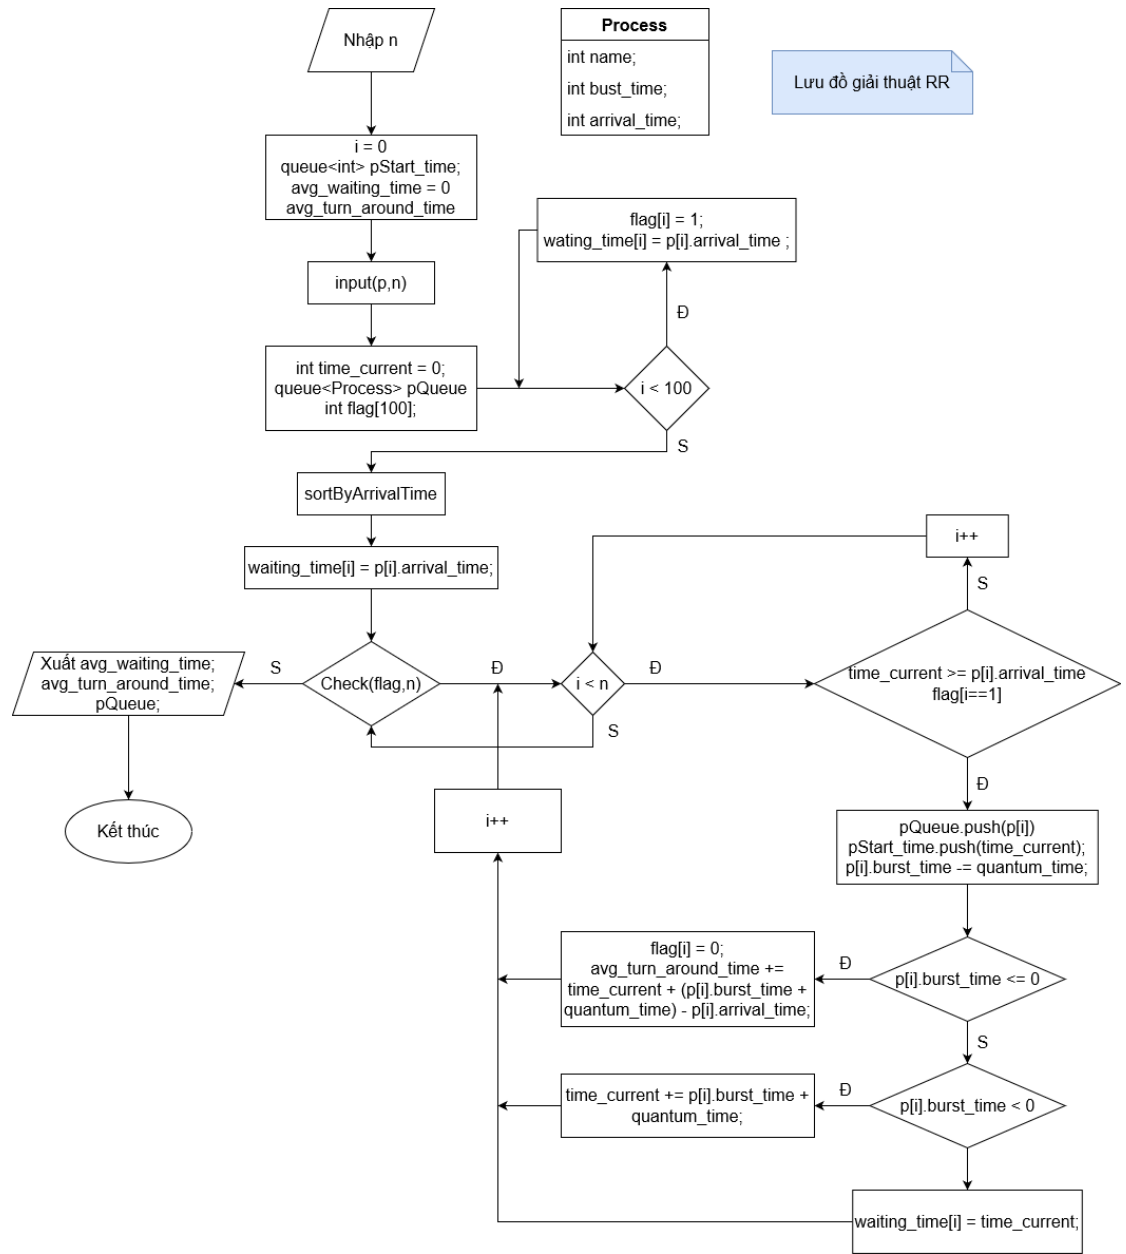 Nhập n
Process
int name;
int bust_time;
int arrival_time;
Lưu đồ giải thuật RR
i = 0
queue<int> pStart_time;
avg_waiting_time = 0
avg_turn_around_time
flag[i] = 1;
wating_time[i] = p[i].arrival_time ;
input(p,n)
Đ
int time_current = 0;
queue<Process> pQueue
int flag[100];
i < 100
S
sortByArrivalTime
waiting_time[i] = p[i].arrival_time;
i++
S
Xuất avg_waiting_time;
avg_turn_around_time;
pQueue;
S
Check(flag,n)
Đ
i < n
Đ
time_current >= p[i].arrival_time
flag[i==1]
S
Đ
Kết thúc
i++
pQueue.push(p[i])
pStart_time.push(time_current);
p[i].burst_time -= quantum_time;
flag[i] = 0;
avg_turn_around_time +=
time_current + (p[i].burst_time +
quantum_time) - p[i].arrival_time;
Đ
p[i].burst_time <= 0
S
time_current += p[i].burst_time +
quantum_time;
Đ
p[i].burst_time < 0
waiting_time[i] = time_current;